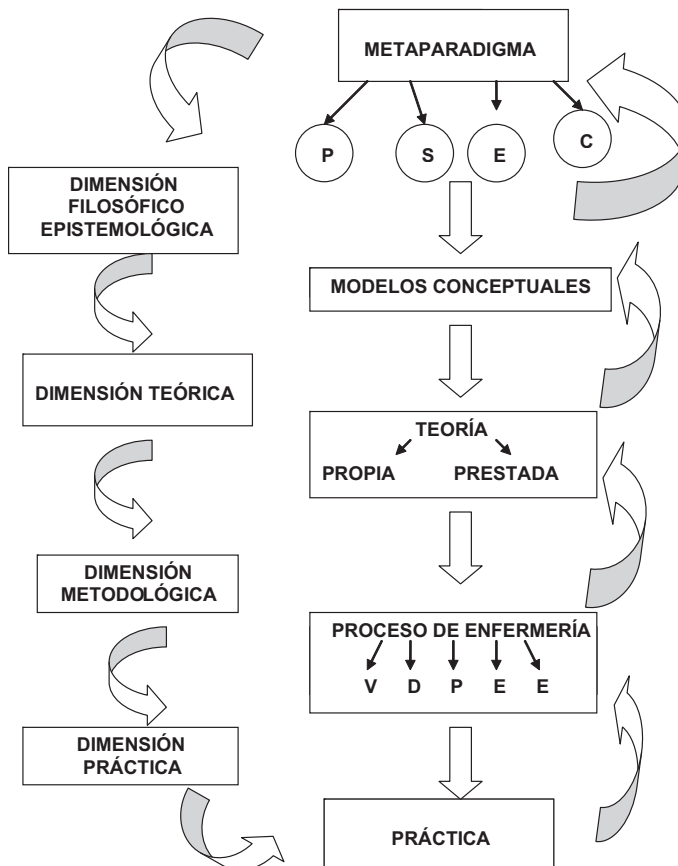 METAPARADIGMA
P S E C
DIMENSIÓN
FILOSÓFICO
EPISTEMOLÓGICA
MODELOS CONCEPTUALES
DIMENSIÓN TEÓRICA
TEORÍA
PROPIA PRESTADA
DIMENSIÓN
METODOLÓGICA
PROCESO DE ENFERMERÍA
V D P E E
DIMENSIÓN
PRÁCTICA
PRÁCTICA